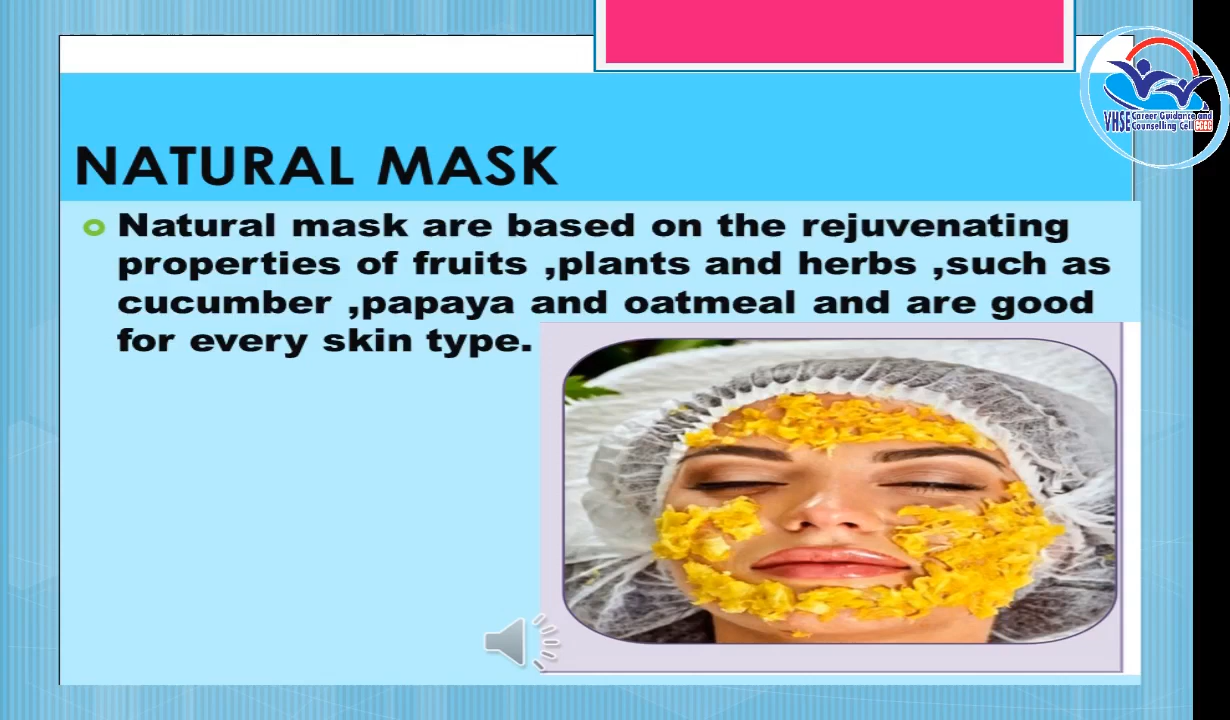 VHSE Career Guidance and
Counselling Cell CGCC
NATURAL MASK
Natural mask are based on the rejuvenating
properties of fruits ,plants and herbs ,such as
cucumber ,papaya and oatmeal and are good
for every skin type.